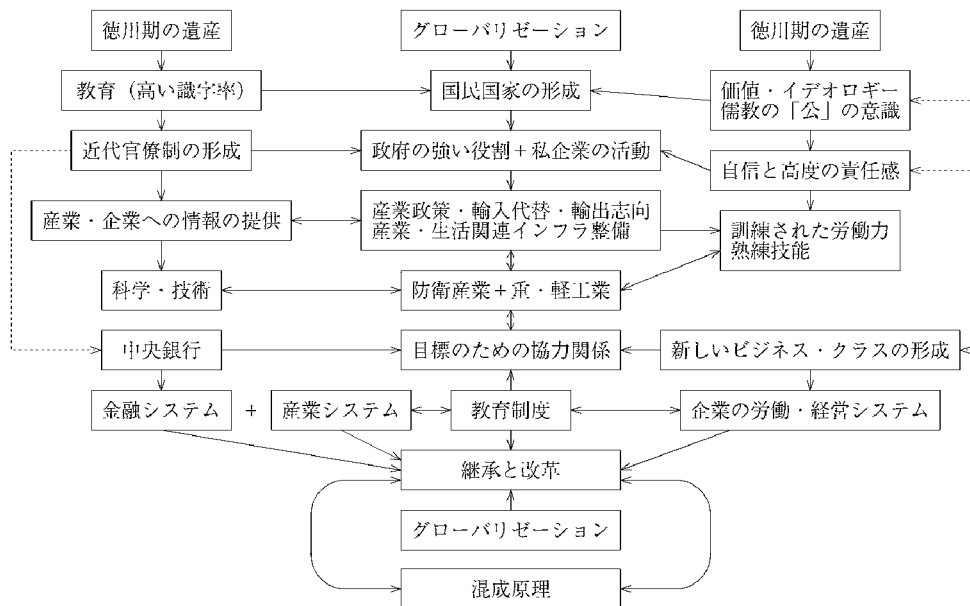 徳川期の遺産
グローバリゼーション
徳川期の遺産
教育（高い識字率）
国民国家の形成
価値・イデオロギー
儒教の「公」の意識
近代官僚制の形成
政府の強い役割＋私企業の活動
自信と高度の責任感
産業・企業への情報の提供
産業政策・輸入代替・輸出志向
産業・生活関連インフラ整備
訓練された労働力
熟練技能
科学・技術
防衛産業＋重・軽工業
中央銀行
目標のための協力関係
新しいビジネス・クラスの形成
金融システム ＋ 産業システム
教育制度
企業の労働・経営システム
継承と改革
グローバリゼーション
混成原理